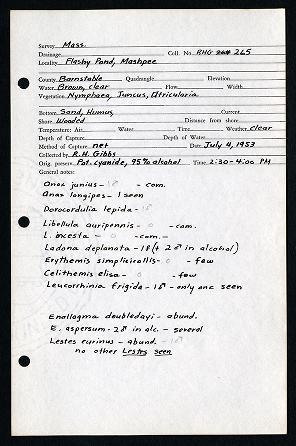 Survey Mass.
Drainage Coll. No. RHG 265
Locality Flashy Pond, Mashpee
County Barnstable Quadrangle Elevation
Water Brown, clear Flow Width
Vegetation Nymphaea, Juncus, Utricularia
Bottom Sand, Humus Current
Shore Wooded Distance from shore
Temperature: Air Water Time Weather clear
Depth of Capture Depth of Water
Method of Capture net Date July 4, 1953
Collected by R.H. Gibbs
Orig. preserv. Pot. cyanide, 95% alcohol Time 2:30-4:00 PM
General notes:
Anax junius - - com.
Anax longipes - 1 seen
Dorocordulia lepida -
Libellula auripennis - 0 - com.
L. incesta - 0 - com.
Ladona deplanata - 1♂ (+ 2♂ in alcohol)
Erythemis simplicicollis - 0 - few
Celithemis elisa - 0 - few
Leucorrhinia frigida - 1♂ - only one seen
Enallagma doubledayi - abund.
E. aspersum - 2♂ in alc. - several
Lestes eurinus - abund. - 1♂
no other Lestes seen